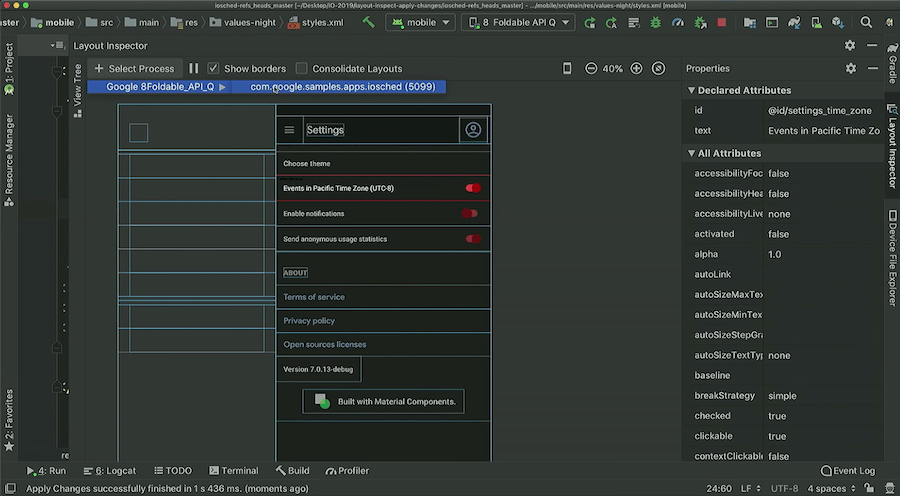 iosched-refs_heads_master [~/Desktop/IO-2019/layout-inspect-apply-changes/iosched-refs_heads_master] - .../mobile/src/main/res/values-night/styles.xml [mobile]
mobile
src
main
res
values-night
styles.xml
mobile
8 Foldable API Q
Layout Inspector
Select Process
Show borders
Consolidate Layouts
40%
Google 8Foldable_API_Q
com.google.samples.apps.iosched (5099)
Settings
Choose theme
Events in Pacific Time Zone (UTC-8)
Enable notifications
Send anonymous usage statistics
ABOUT
Terms of service
Privacy policy
Open sources licenses
Version 7.0.13-debug
Built with Material Components.
Properties
Declared Attributes
id @id/settings_time_zone
text Events in Pacific Time Zo
All Attributes
accessibilityFoc false
accessibilityHea false
accessibilityLive none
activated false
alpha 1.0
autoLink
autoSizeMaxTex
autoSizeMinTex
autoSizeStepGra
autoSizeTextTyp none
baseline
breakStrategy simple
checked true
clickable true
contextClickable false
1: Project
Resource Manager
2: Favorites
View Tree
Gradle
Layout Inspector
Device File Explorer
4: Run
6: Logcat
TODO
Terminal
Build
Profiler
Event Log
Apply Changes successfully finished in 1 s 436 ms. (moments ago)
24:60
LF
UTF-8
4 spaces